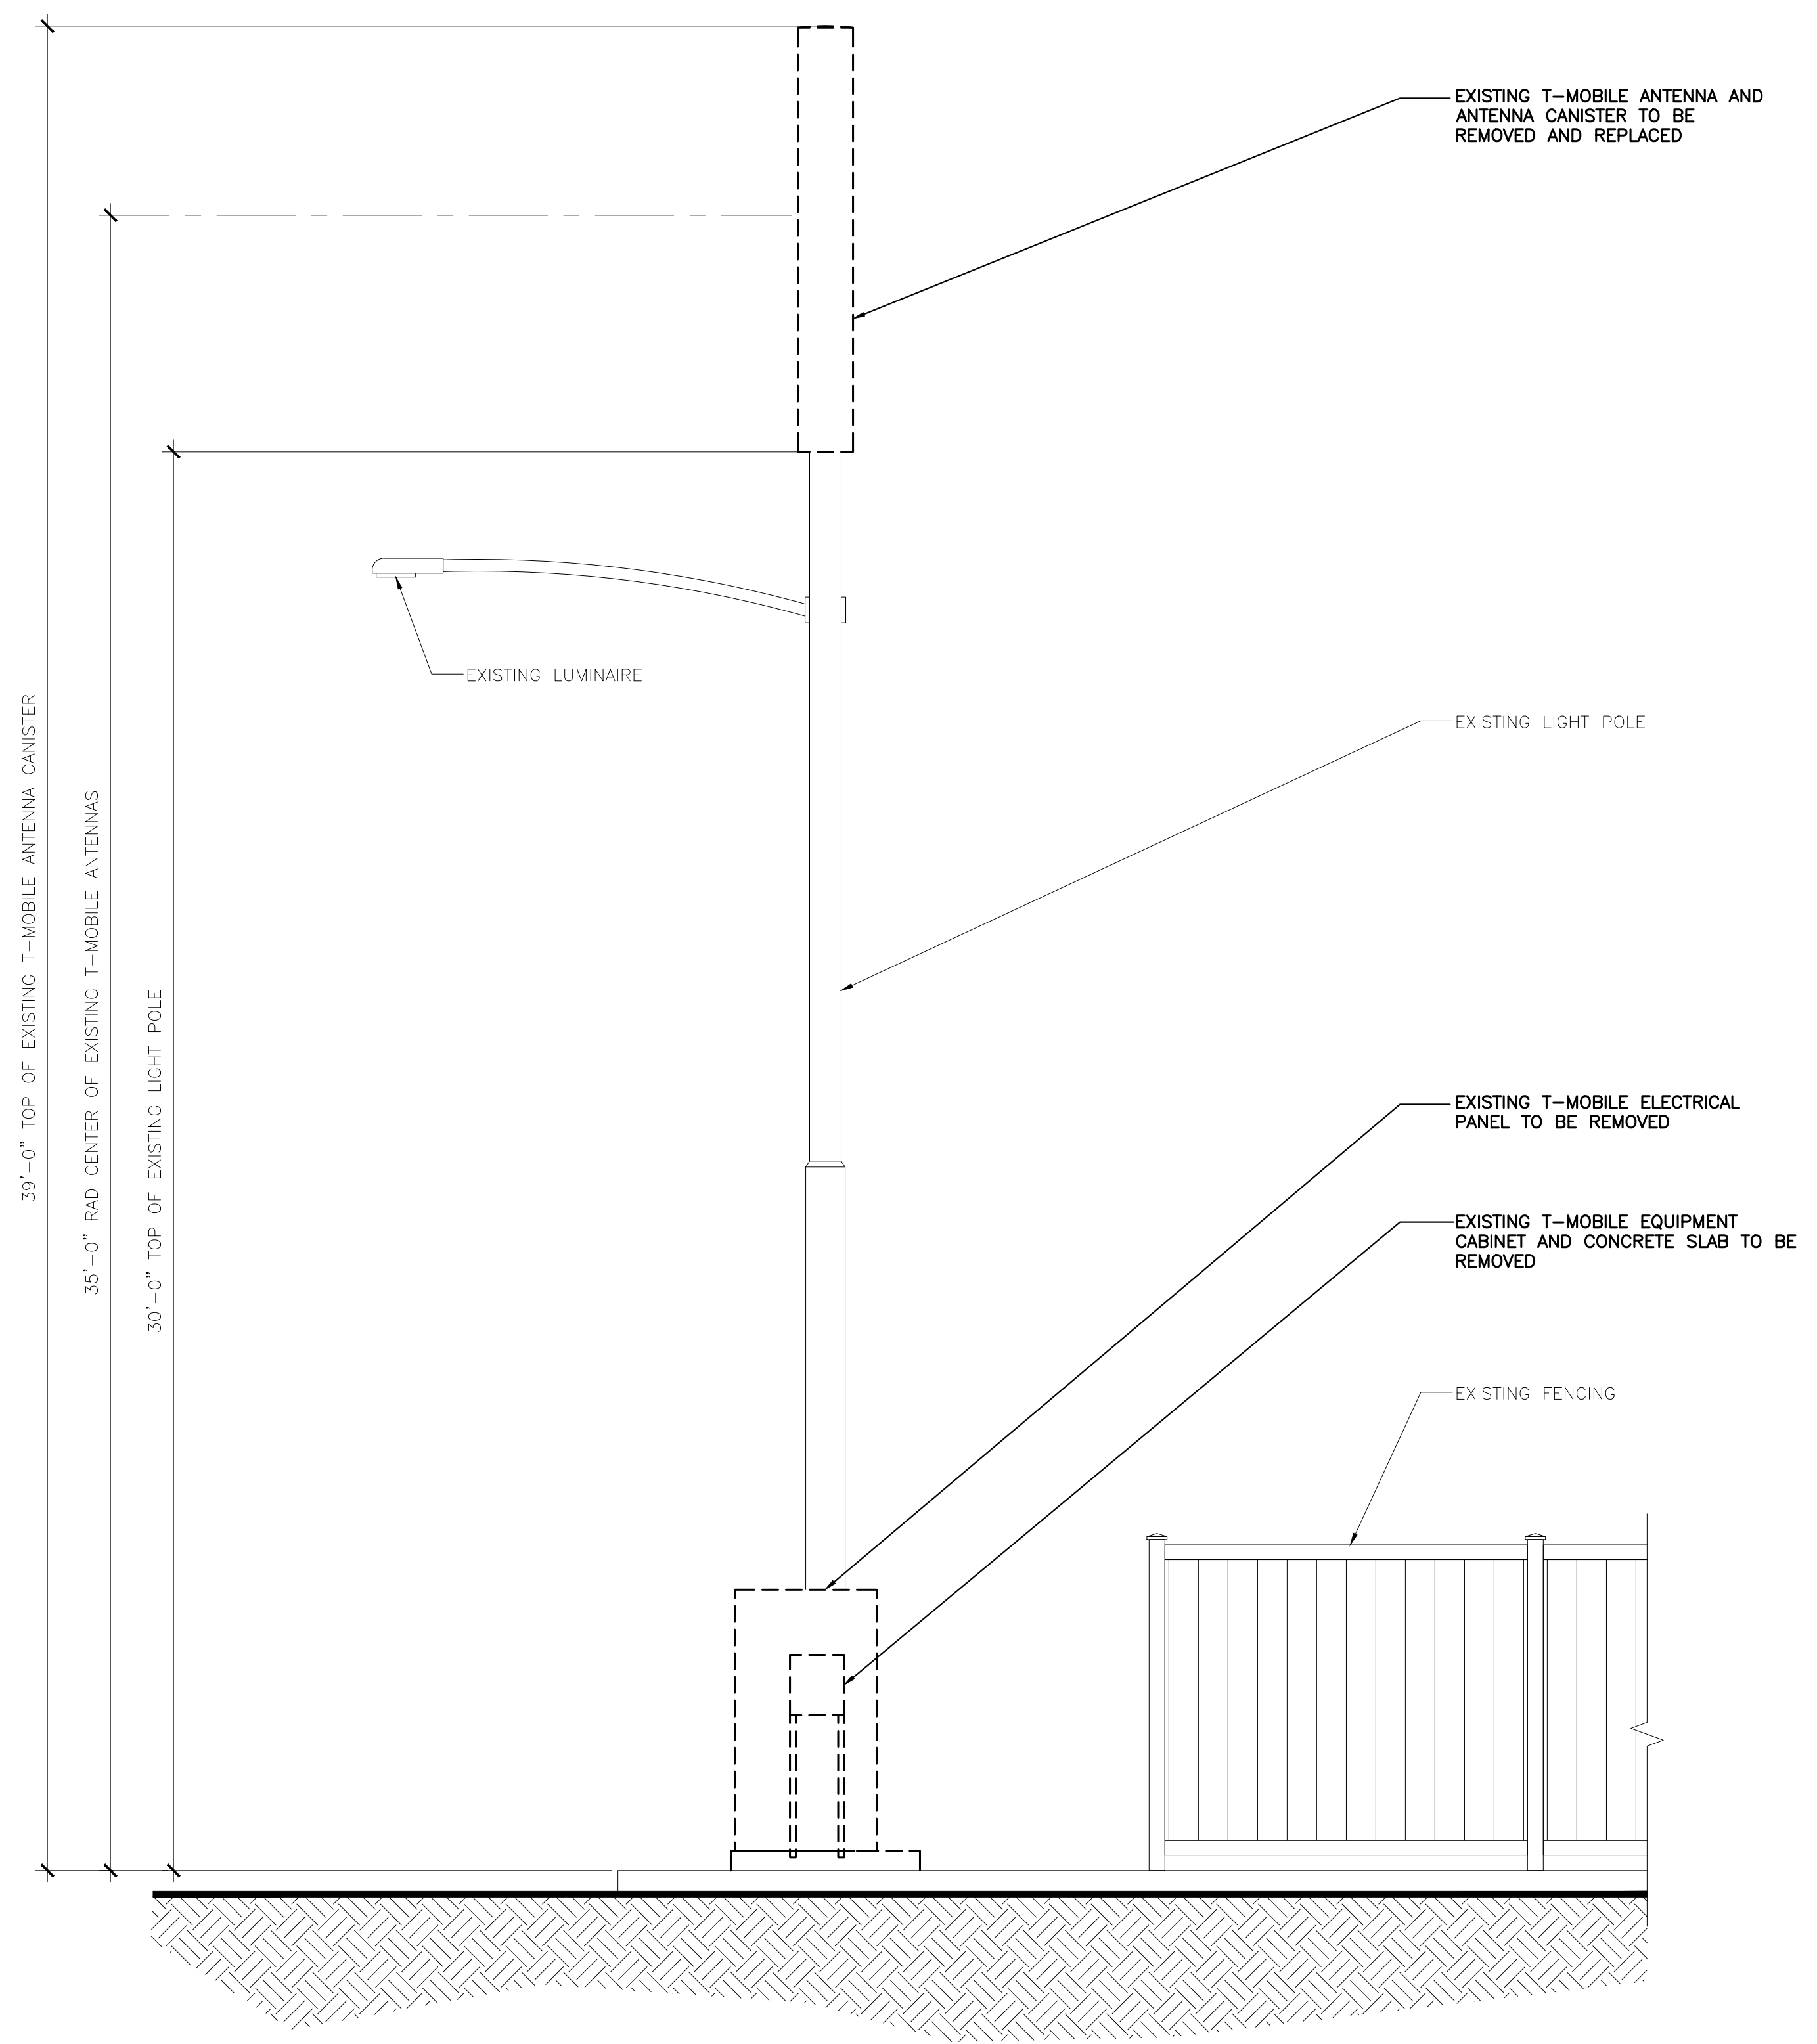 EXISTING T-MOBILE ANTENNA AND
ANTENNA CANISTER TO BE
REMOVED AND REPLACED
EXISTING LUMINAIRE
EXISTING LIGHT POLE
39'-0" TOP OF EXISTING T-MOBILE ANTENNA CANISTER
35'-0" RAD CENTER OF EXISTING T-MOBILE ANTENNAS
30'-0" TOP OF EXISTING LIGHT POLE
EXISTING T-MOBILE ELECTRICAL
PANEL TO BE REMOVED
EXISTING T-MOBILE EQUIPMENT
CABINET AND CONCRETE SLAB TO BE
REMOVED
EXISTING FENCING